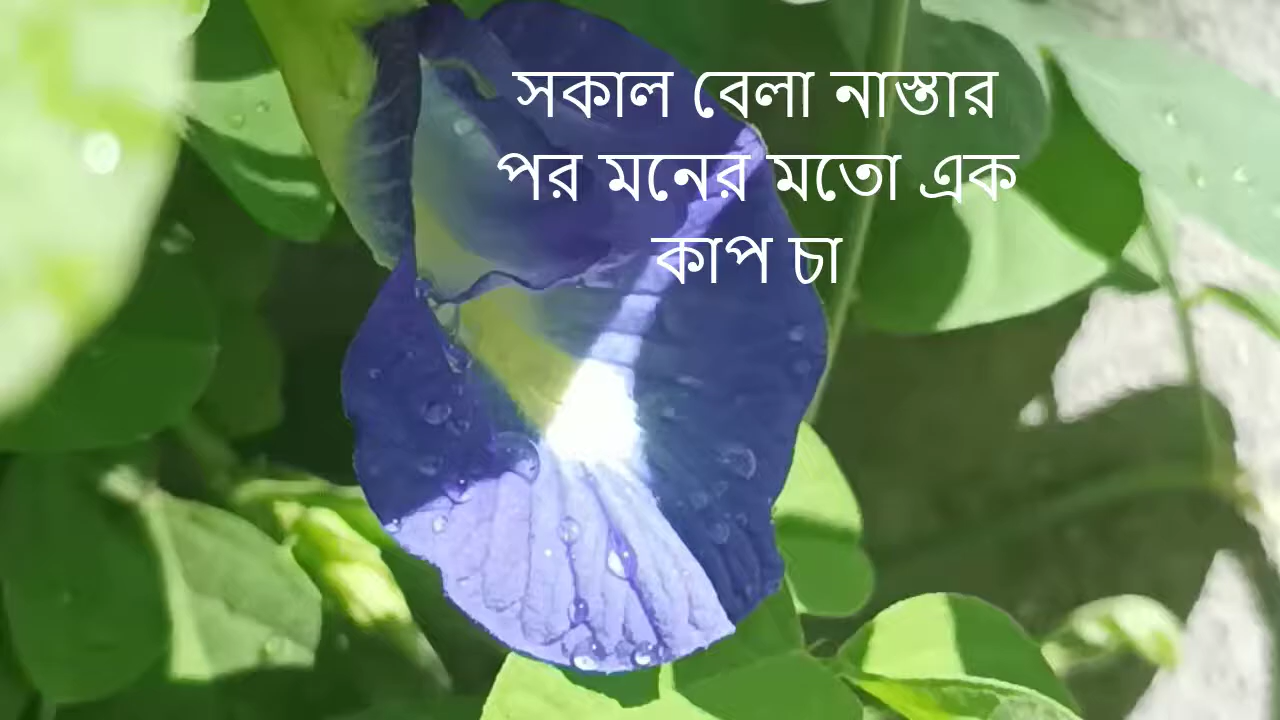 সকাল বেলা নাস্তার
পর মনের মতো এক
কাপ চা